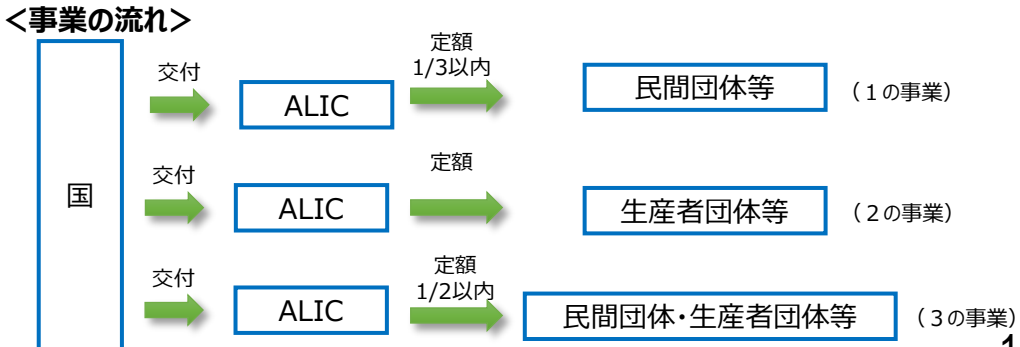 <事業の流れ>
国
交付
ALIC
定額
1/3以内
民間団体等
（1の事業）
交付
ALIC
定額
生産者団体等
（2の事業）
交付
ALIC
定額
1/2以内
民間団体・生産者団体等
（3の事業）